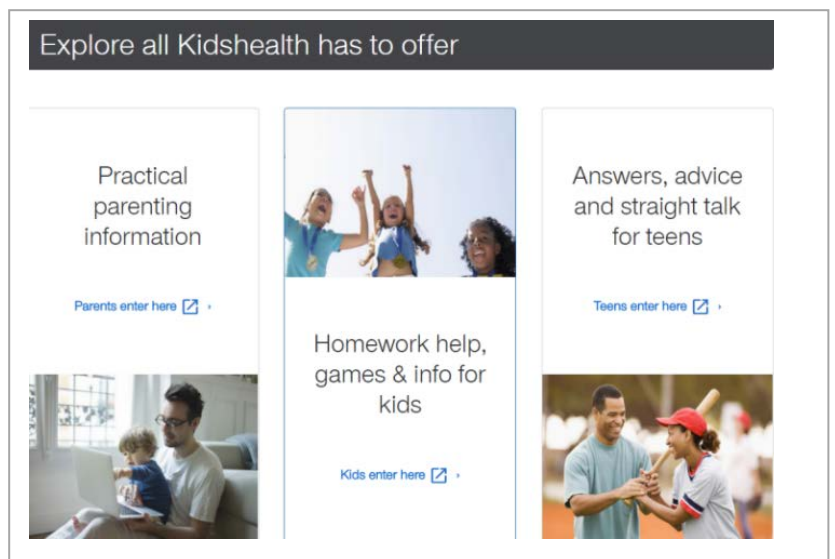 Explore all Kidshealth has to offer
Practical
parenting
information
Parents enter here
Homework help,
games & info for
kids
Kids enter here
Answers, advice
and straight talk
for teens
Teens enter here